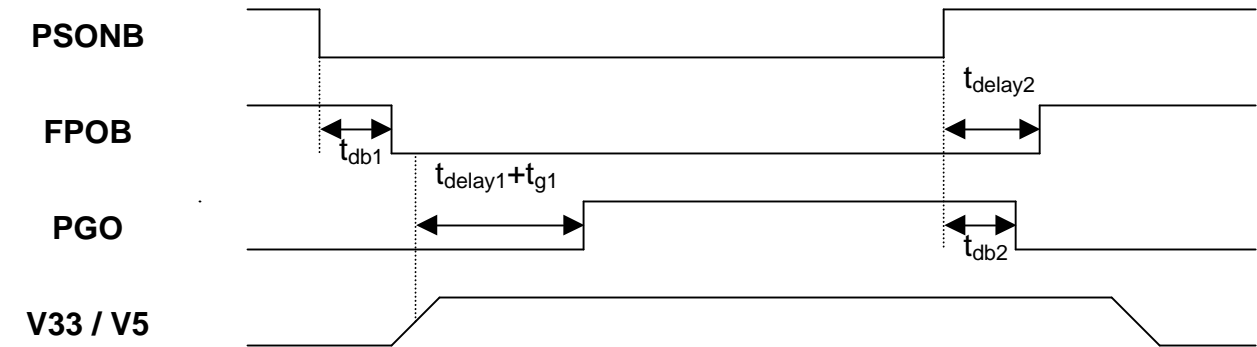 PSONB
t_delay2
FPOB
t_db1
t_delay1+t_g1
PGO
t_db2
V33 / V5